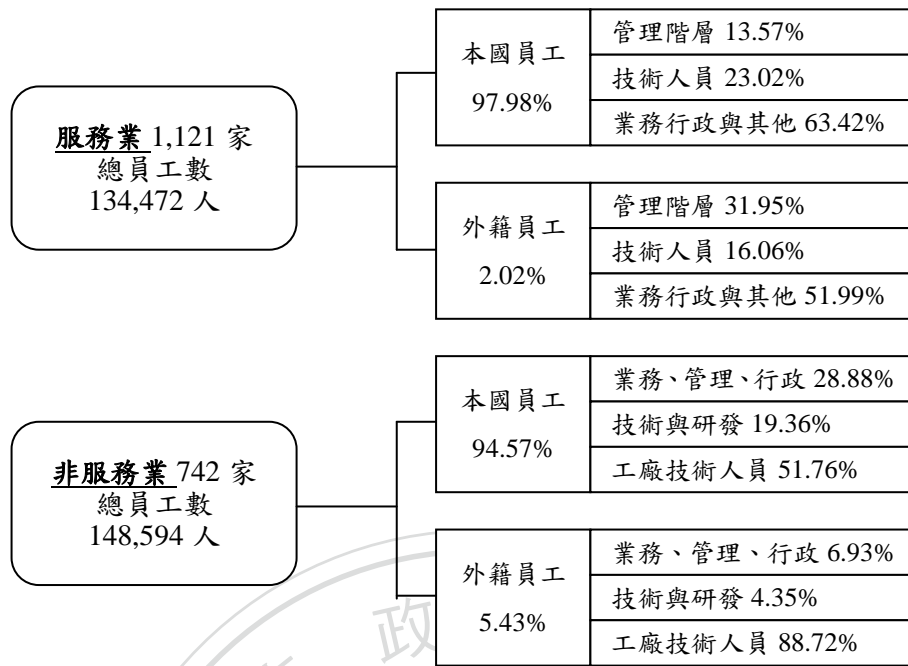 服務業 1,121 家
總員工數
134,472 人
本國員工
97.98%
管理階層 13.57%
技術人員 23.02%
業務行政與其他 63.42%
外籍員工
2.02%
管理階層 31.95%
技術人員 16.06%
業務行政與其他 51.99%
非服務業 742 家
總員工數
148,594 人
本國員工
94.57%
業務、管理、行政 28.88%
技術與研發 19.36%
工廠技術人員 51.76%
外籍員工
5.43%
業務、管理、行政 6.93%
技術與研發 4.35%
工廠技術人員 88.72%
政